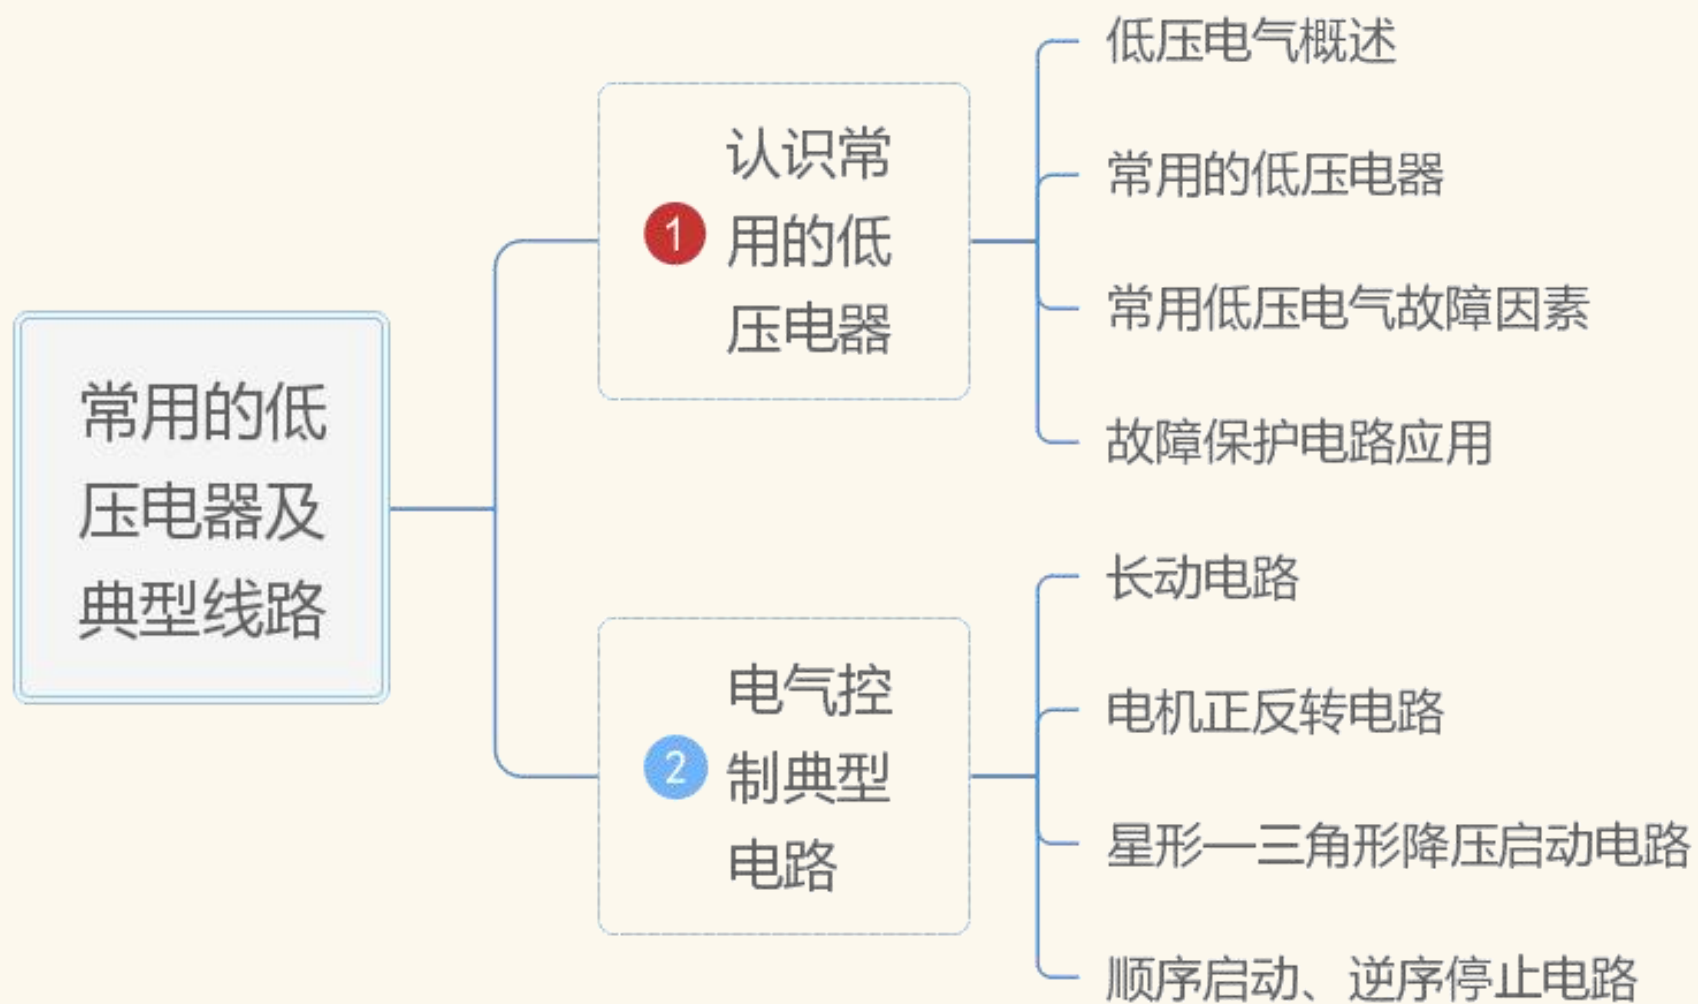 常用的低
压电器及
典型线路
1
认识常
用的低
压电器
低压电气概述
常用的低压电器
常用低压电气故障因素
故障保护电路应用
2
电气控
制典型
电路
长动电路
电机正反转电路
星形—三角形降压启动电路
顺序启动、逆序停止电路